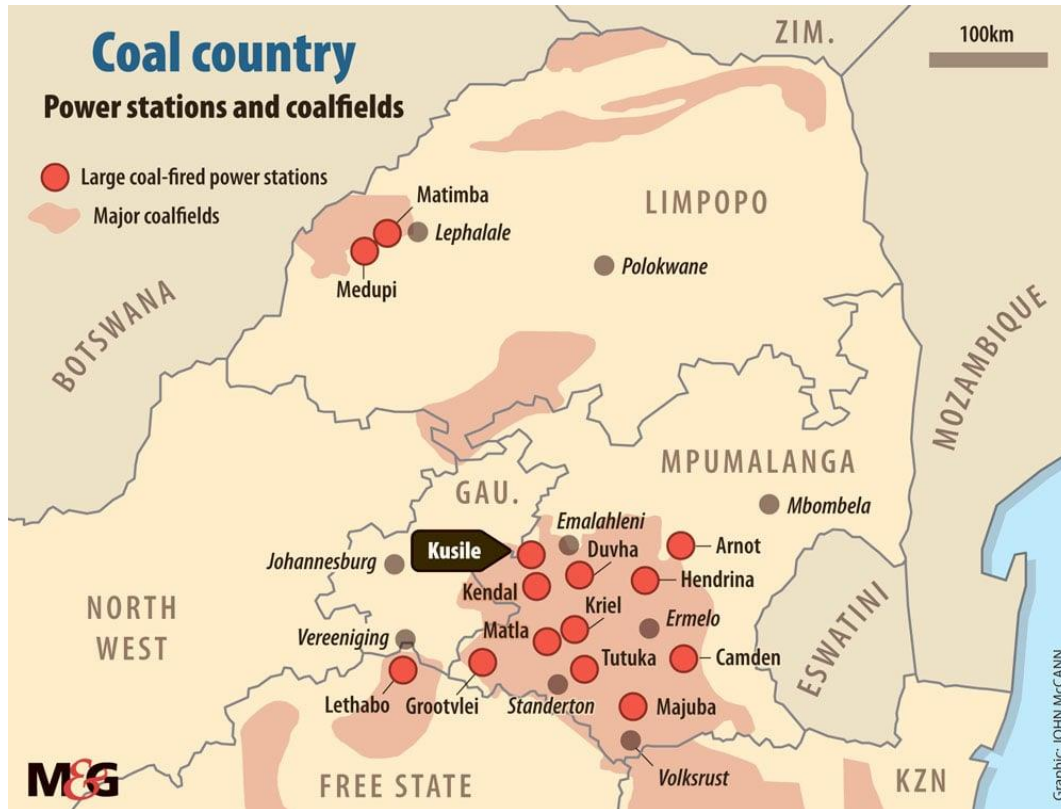 Coal country
Power stations and coalfields
Large coal-fired power stations
Major coalfields
100km
ZIM.
BOTSWANA
LIMPOPO
MOZAMBIQUE
Matimba
Lephalale
Medupi
Polokwane
MPUMALANGA
GAU.
Mbombela
Emalahleni
Kusile
Duvha
Arnot
Johannesburg
Kendal
Hendrina
NORTH
WEST
Kriel
Ermelo
Vereeniging
Matla
ESWATINI
Tutuka
Camden
Lethabo
Grootvlei
Standerton
Majuba
Volksrust
M&G
FREE STATE
KZN
Graphic: JOHN McCANN